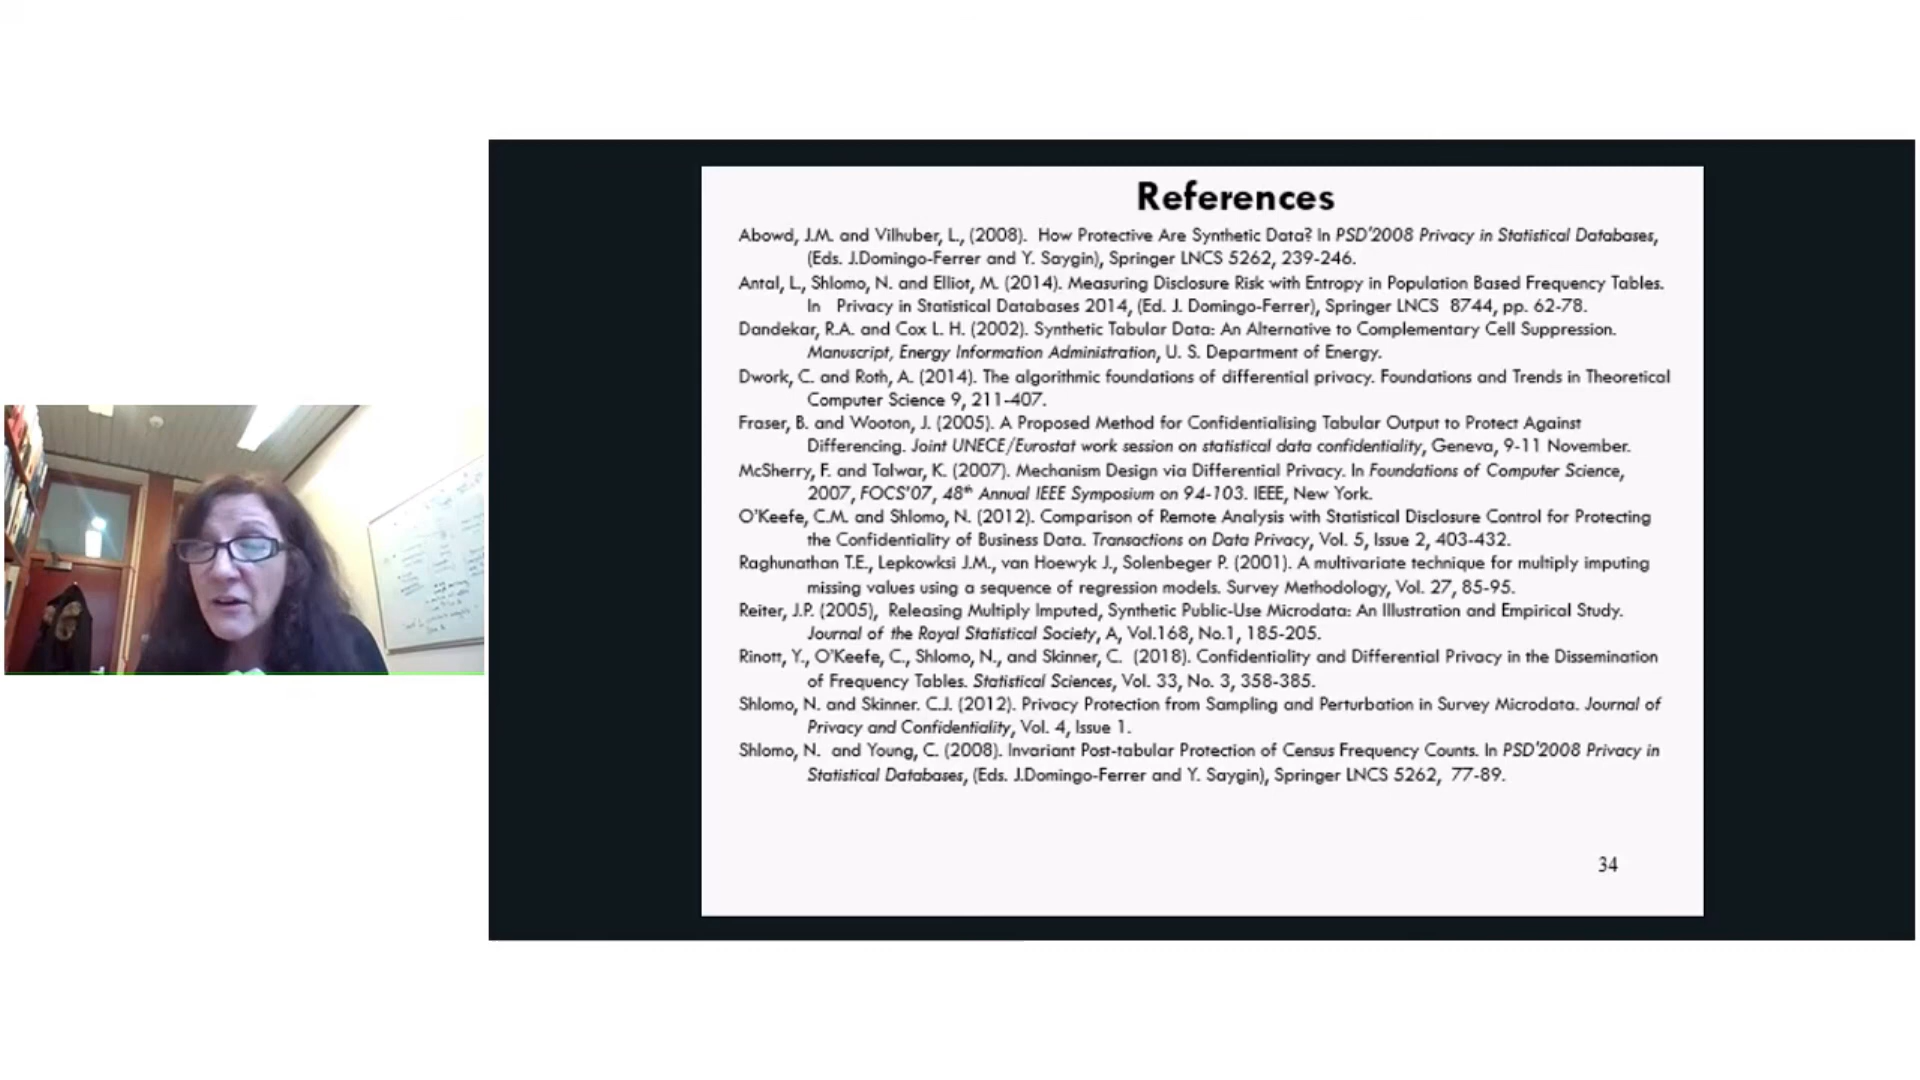 References
Abowd, J.M. and Vilhuber, L., (2008). How Protective Are Synthetic Data? In PSD'2008 Privacy in Statistical Databases,
(Eds. J.Domingo-Ferrer and Y. Saygin), Springer LNCS 5262, 239-246.
Antal, L., Shlomo, N. and Elliot, M. (2014). Measuring Disclosure Risk with Entropy in Population Based Frequency Tables.
In Privacy in Statistical Databases 2014, (Ed. J. Domingo-Ferrer), Springer LNCS 8744, pp. 62-78.
Dandekar, R.A. and Cox L. H. (2002). Synthetic Tabular Data: An Alternative to Complementary Cell Suppression.
Manuscript, Energy Information Administration, U. S. Department of Energy.
Dwork, C. and Roth, A. (2014). The algorithmic foundations of differential privacy. Foundations and Trends in Theoretical
Computer Science 9, 211-407.
Fraser, B. and Wooton, J. (2005). A Proposed Method for Confidentialising Tabular Output to Protect Against
Differencing. Joint UNECE/Eurostat work session on statistical data confidentiality, Geneva, 9-11 November.
McSherry, F. and Talwar, K. (2007). Mechanism Design via Differential Privacy. In Foundations of Computer Science,
2007, FOCS'07, 48th Annual IEEE Symposium on 94-103. IEEE, New York.
O'Keefe, C.M. and Shlomo, N. (2012). Comparison of Remote Analysis with Statistical Disclosure Control for Protecting
the Confidentiality of Business Data. Transactions on Data Privacy, Vol. 5, Issue 2, 403-432.
Raghunathan T.E., Lepkowksi J.M., van Hoewyk J., Solenbeger P. (2001). A multivariate technique for multiply imputing
missing values using a sequence of regression models. Survey Methodology, Vol. 27, 85-95.
Reiter, J.P. (2005), Releasing Multiply Imputed, Synthetic Public-Use Microdata: An Illustration and Empirical Study.
Journal of the Royal Statistical Society, A, Vol.168, No.1, 185-205.
Rinott, Y., O'Keefe, C., Shlomo, N., and Skinner, C. (2018). Confidentiality and Differential Privacy in the Dissemination
of Frequency Tables. Statistical Sciences, Vol. 33, No. 3, 358-385.
Shlomo, N. and Skinner. C.J. (2012). Privacy Protection from Sampling and Perturbation in Survey Microdata. Journal of
Privacy and Confidentiality, Vol. 4, Issue 1.
Shlomo, N. and Young, C. (2008). Invariant Post-tabular Protection of Census Frequency Counts. In PSD'2008 Privacy in
Statistical Databases, (Eds. J.Domingo-Ferrer and Y. Saygin), Springer LNCS 5262, 77-89.
34